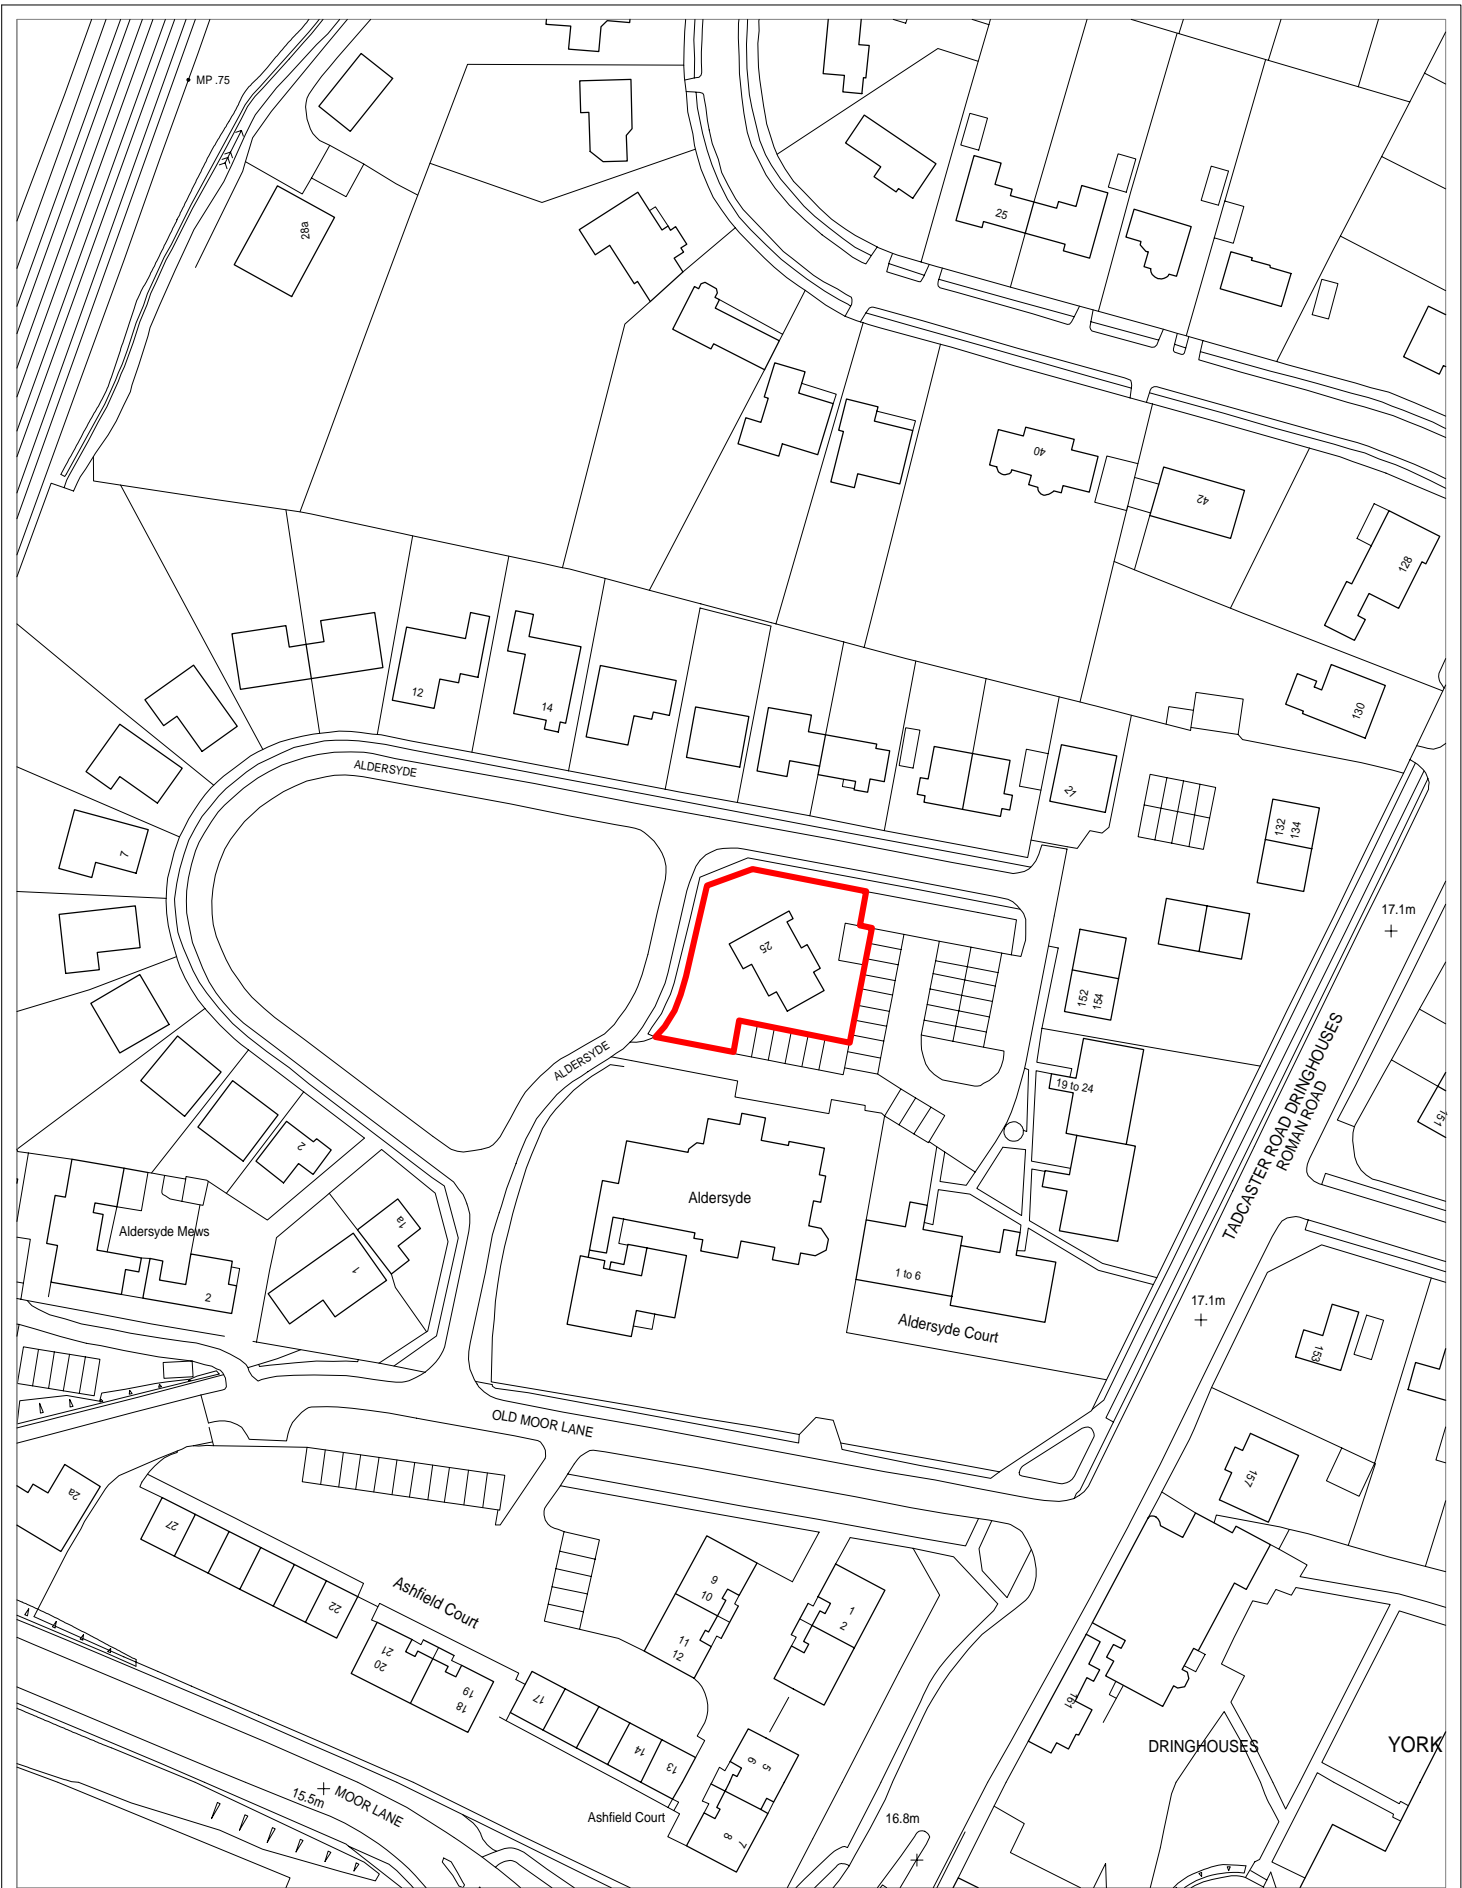 MP .75
28a
25
40
42
128
130
12
14
21
132
134
ALDERSYDE
7
25
17.1m
152
154
ALDERSYDE
19 to 24
151
TADCASTER ROAD DRINGHOUSES
ROMAN ROAD
2
Aldersyde
Aldersyde Mews
1a
1
2
1 to 6
Aldersyde Court
17.1m
153
OLD MOOR LANE
157
2a
27
22
Ashfield Court
9
10
11
12
1
2
21
20
19
18
17
14
13
161
DRINGHOUSES
YORK
5
6
7
8
15.5m
MOOR LANE
Ashfield Court
16.8m